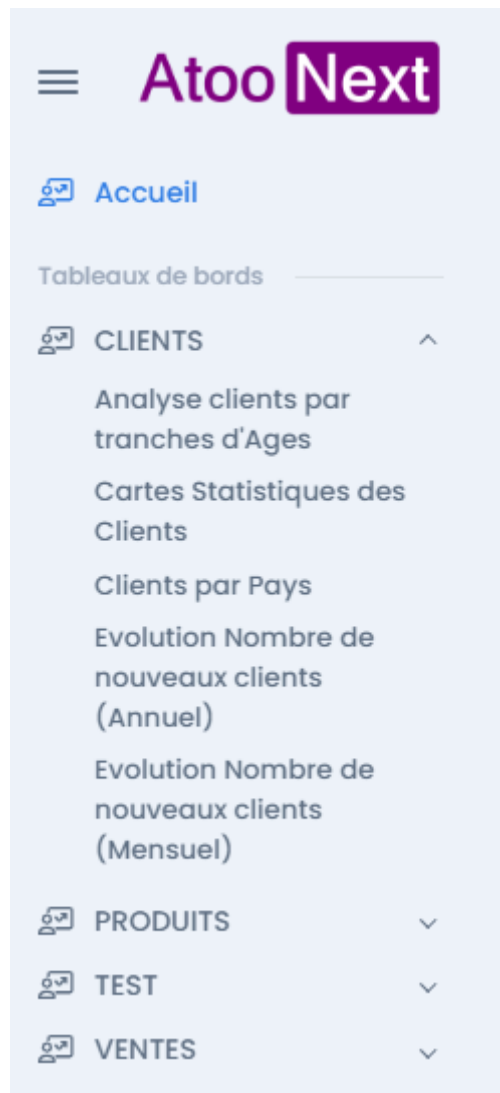 Atoo Next
Accueil
Tableaux de bords
CLIENTS
Analyse clients par
tranches d'Ages
Cartes Statistiques des
Clients
Clients par Pays
Evolution Nombre de
nouveaux clients
(Annuel)
Evolution Nombre de
nouveaux clients
(Mensuel)
PRODUITS
TEST
VENTES